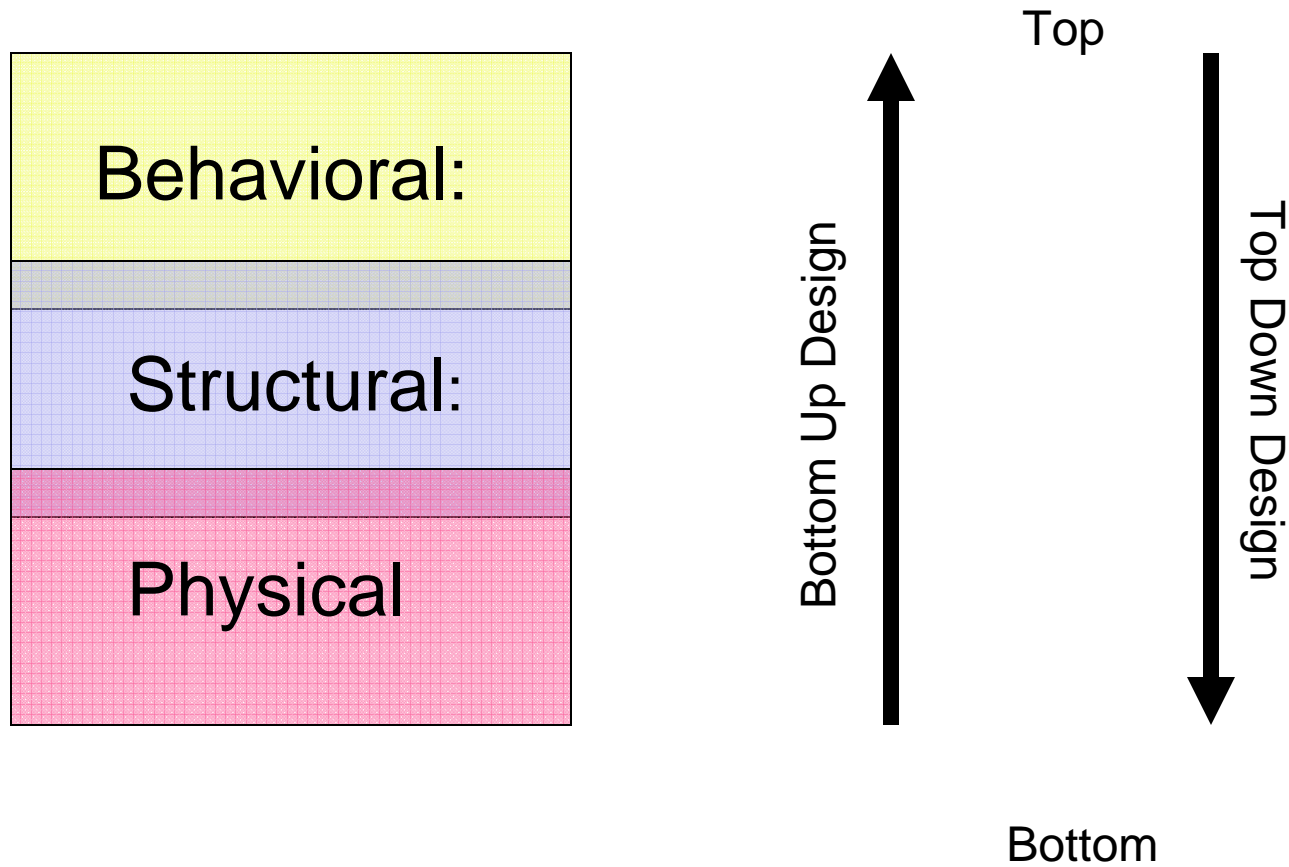 Top
Behavioral:
Structural:
Physical
Bottom Up Design
Top Down Design
Bottom